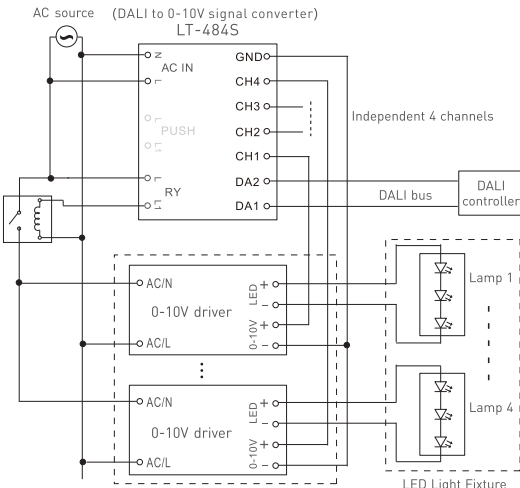 AC source
(DALI to 0-10V signal converter)
LT-484S
N
AC IN
L
PUSH
L
L1
L
RY
L1
GND
CH4
CH3
CH2
CH1
DA2
DA1
Independent 4 channels
DALI bus
DALI
controller
AC/N
0-10V driver
AC/L
LED
+
−
0-10V
+
−
Lamp 1
AC/N
0-10V driver
AC/L
LED
+
−
0-10V
+
−
Lamp 4
LED Light Fixture